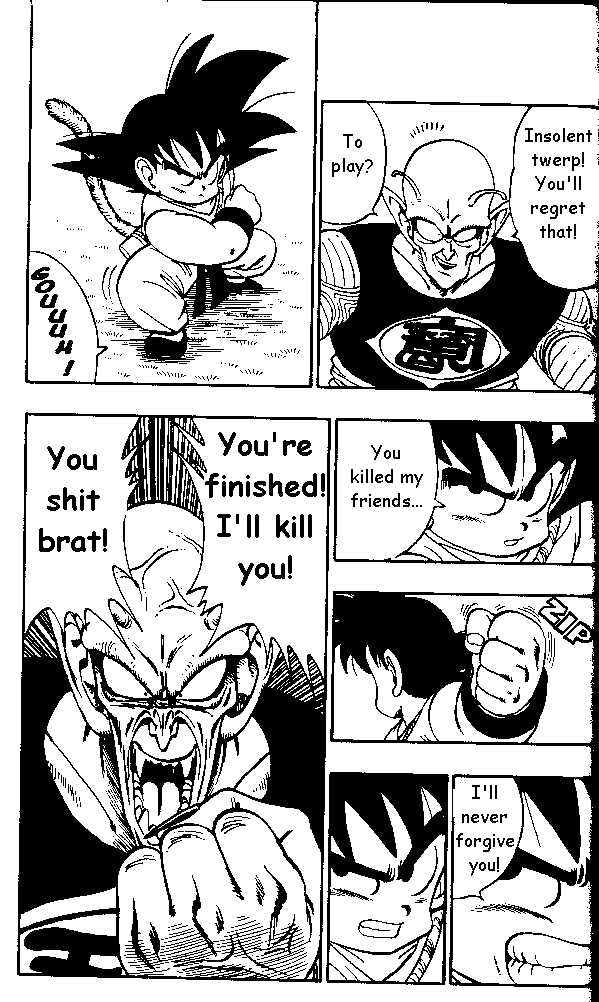 Insolent
twerp!
You'll
regret
that!
To
play?
GOUUUH!
You
killed my
friends...
ZIP
I'll
never
forgive
you!
You're
finished!
I'll kill
you!
You
shit
brat!